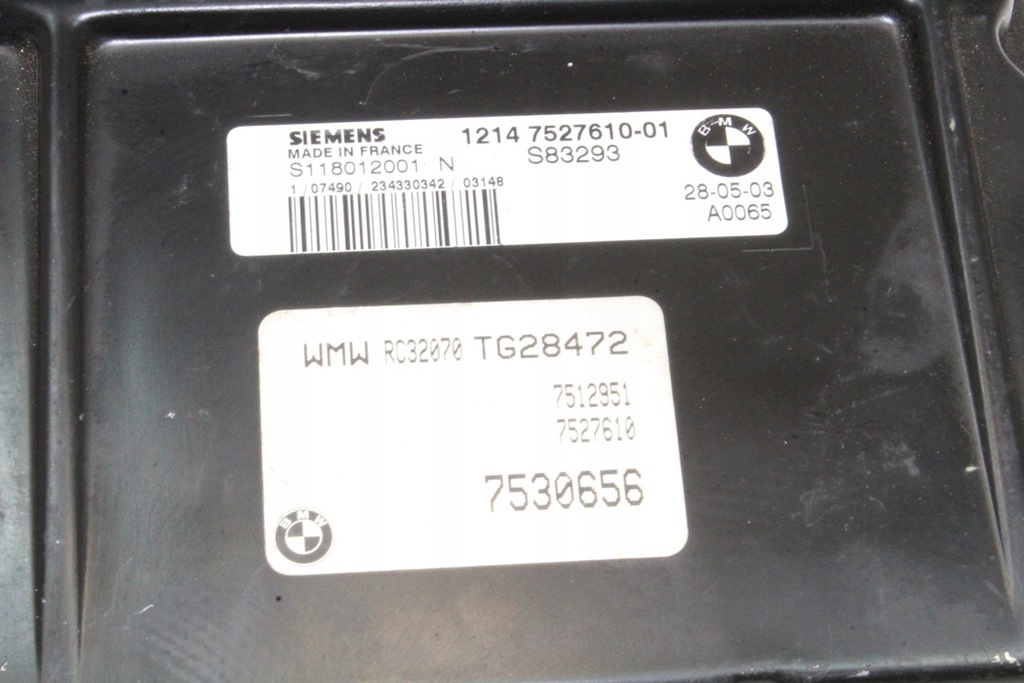 SIEMENS 1214 7527610-01 BMW
MADE IN FRANCE S83293
S118012001 N
1 / 07490 / 234330342 / 03148 28-05-03
A0065
WMW RC32070 TG28472
7512951
7527610
7530656
BMW